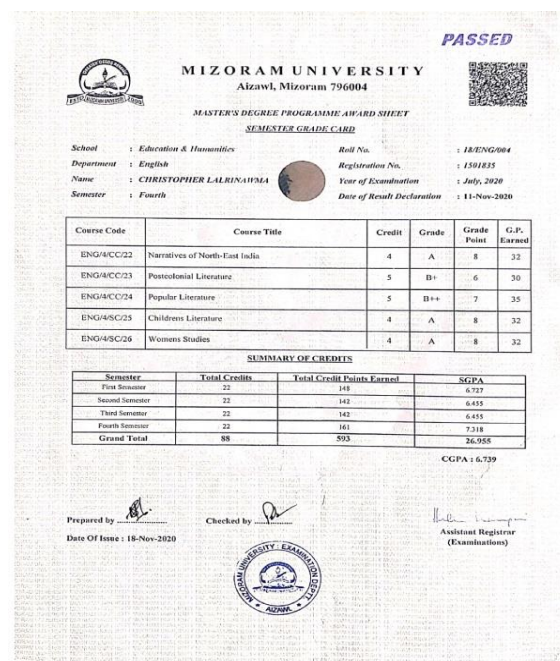 PASSED
MIZORAM UNIVERSITY
Aizawl, Mizoram 796004
MASTER'S DEGREE PROGRAMME AWARD SHEET
SEMESTER GRADE CARD
School : Education & Humanities Roll No. : 18/ENG/004
Department : English Registration No. : 1501835
Name : CHRISTOPHER LALRINAWMA Year of Examination : July, 2020
Semester : Fourth Date of Result Declaration : 11-Nov-2020
Course Code Course Title Credit Grade Grade Point G.P. Earned
ENG/4/CC/22 Narratives of North-East India 4 A 8 32
ENG/4/CC/23 Postcolonial Literature 5 B+ 6 30
ENG/4/CC/24 Popular Literature 5 B++ 7 35
ENG/4/SC/25 Childrens Literature 4 A 8 32
ENG/4/SC/26 Womens Studies 4 A 8 32
SUMMARY OF CREDITS
Semester Total Credits Total Credit Points Earned SGPA
First Semester 22 148 6.727
Second Semester 22 142 6.455
Third Semester 22 142 6.455
Fourth Semester 22 161 7.318
Grand Total 88 593 26.955
CGPA : 6.739
Prepared by Checked by
Assistant Registrar
Date Of Issue : 18-Nov-2020 (Examinations)
MIZORAM UNIVERSITY : EXAMINATION DEPTT.
AIZAWL